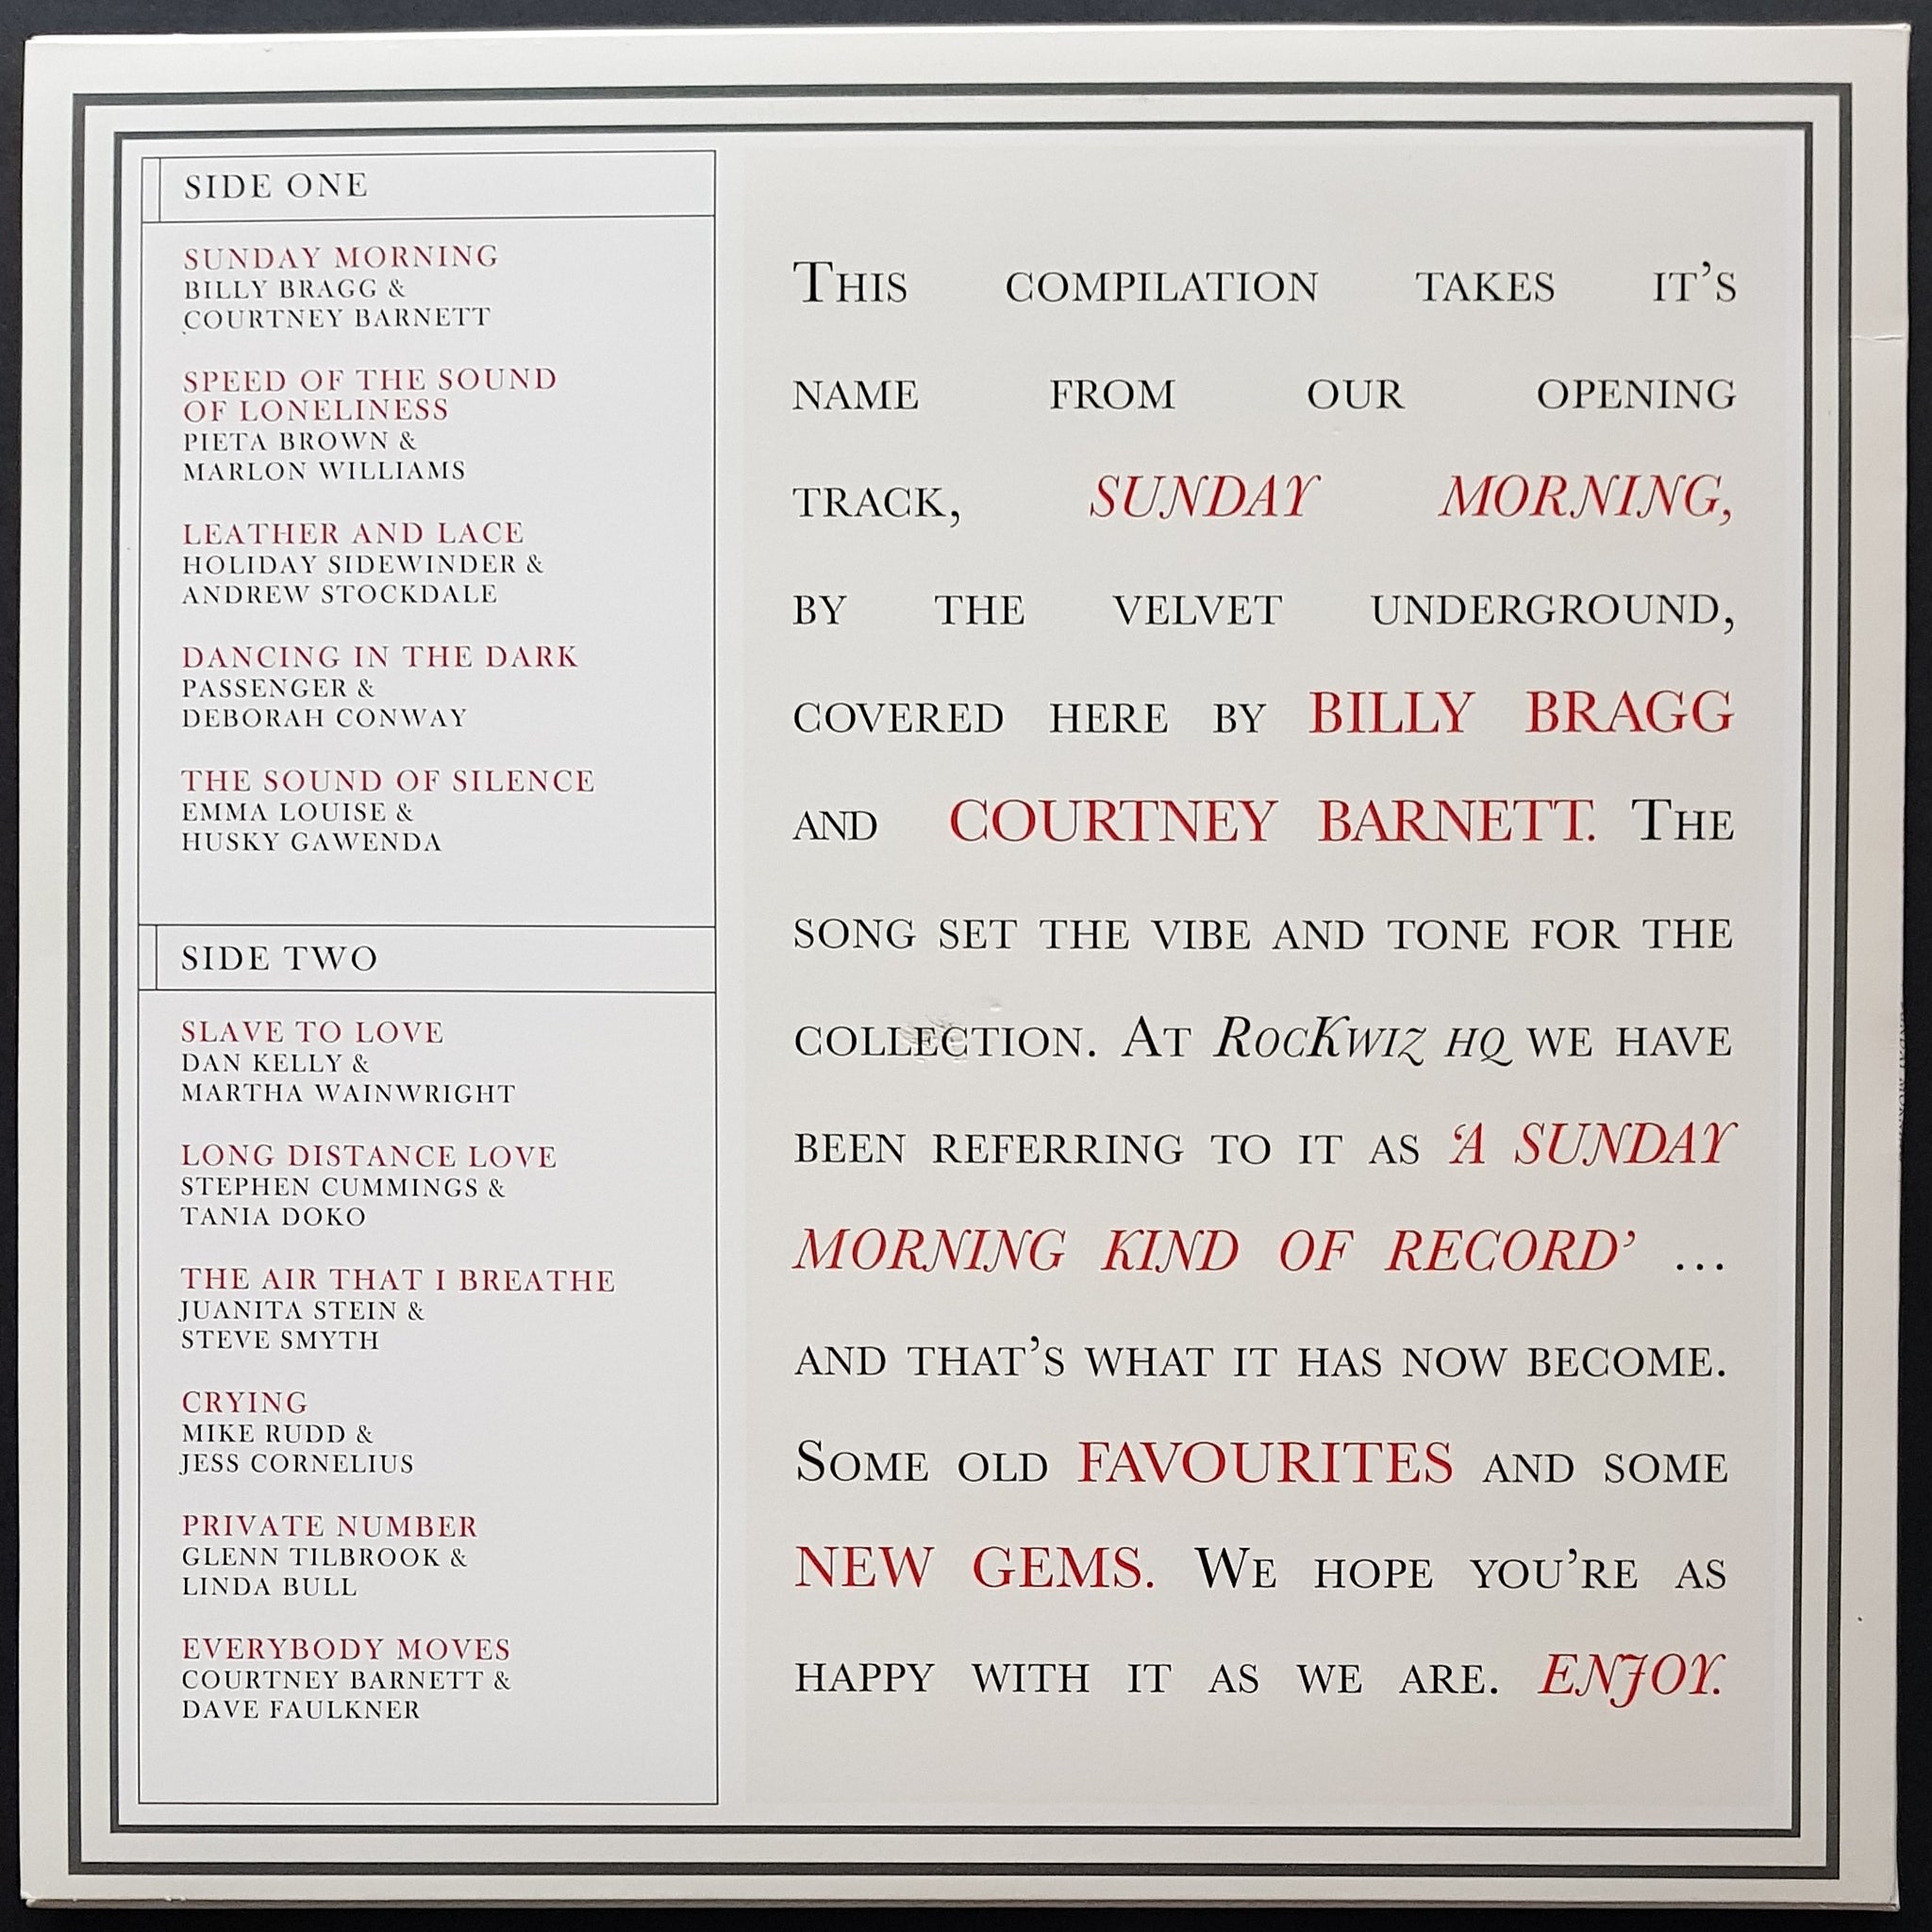 SIDE ONE
SUNDAY MORNING
BILLY BRAGG &
COURTNEY BARNETT
SPEED OF THE SOUND
OF LONELINESS
PIETA BROWN &
MARLON WILLIAMS
LEATHER AND LACE
HOLIDAY SIDEWINDER &
ANDREW STOCKDALE
DANCING IN THE DARK
PASSENGER &
DEBORAH CONWAY
THE SOUND OF SILENCE
EMMA LOUISE &
HUSKY GAWENDA
SIDE TWO
SLAVE TO LOVE
DAN KELLY &
MARTHA WAINWRIGHT
LONG DISTANCE LOVE
STEPHEN CUMMINGS &
TANIA DOKO
THE AIR THAT I BREATHE
JUANITA STEIN &
STEVE SMYTH
CRYING
MIKE RUDD &
JESS CORNELIUS
PRIVATE NUMBER
GLENN TILBROOK &
LINDA BULL
EVERYBODY MOVES
COURTNEY BARNETT &
DAVE FAULKNER
THIS COMPILATION TAKES IT'S
NAME FROM OUR OPENING
TRACK, SUNDAY MORNING,
BY THE VELVET UNDERGROUND,
COVERED HERE BY BILLY BRAGG
AND COURTNEY BARNETT. THE
SONG SET THE VIBE AND TONE FOR THE
COLLECTION. AT ROCKWIZ HQ WE HAVE
BEEN REFERRING TO IT AS 'A SUNDAY
MORNING KIND OF RECORD' ...
AND THAT'S WHAT IT HAS NOW BECOME.
SOME OLD FAVOURITES AND SOME
NEW GEMS. WE HOPE YOU'RE AS
HAPPY WITH IT AS WE ARE. ENJOY.